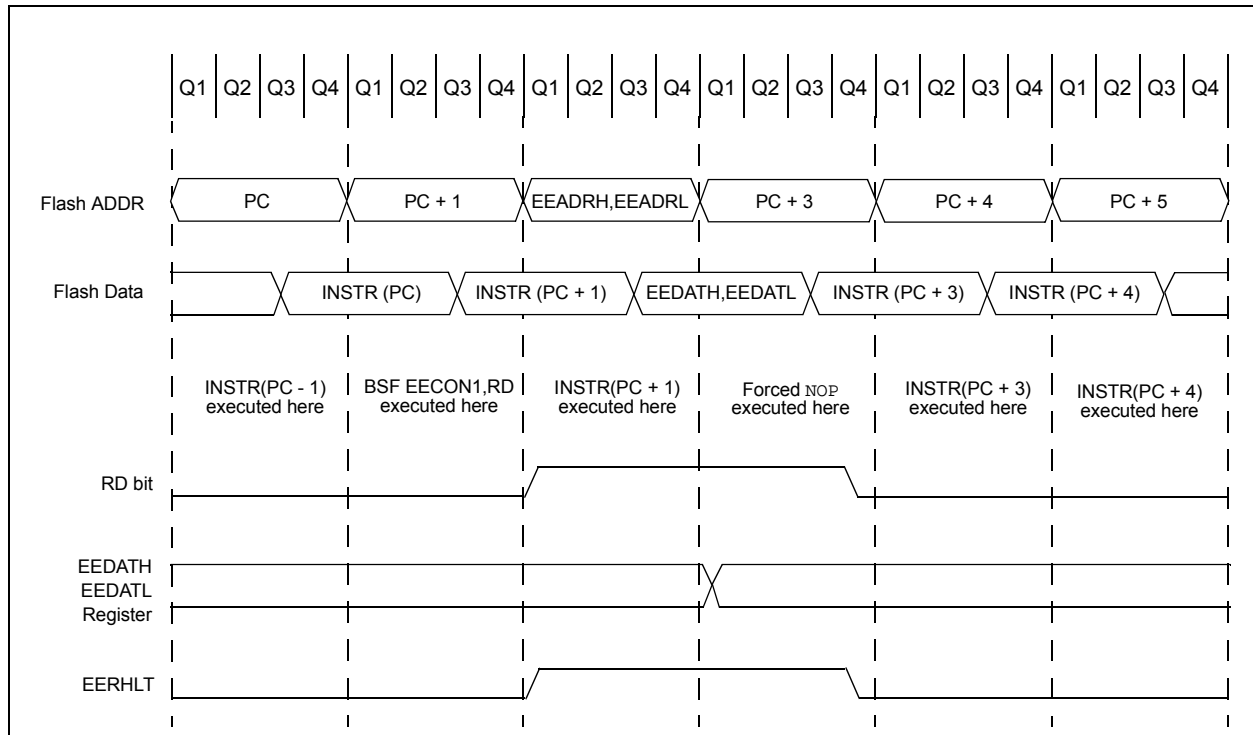 Q1 Q2 Q3 Q4 Q1 Q2 Q3 Q4 Q1 Q2 Q3 Q4 Q1 Q2 Q3 Q4 Q1 Q2 Q3 Q4 Q1 Q2 Q3 Q4
Flash ADDR PC PC + 1 EEADRH,EEADRL PC + 3 PC + 4 PC + 5
Flash Data INSTR (PC) INSTR (PC + 1) EEDATH,EEDATL INSTR (PC + 3) INSTR (PC + 4)
INSTR(PC - 1)
executed here
BSF EECON1,RD
executed here
INSTR(PC + 1)
executed here
Forced NOP
executed here
INSTR(PC + 3)
executed here
INSTR(PC + 4)
executed here
RD bit
EEDATH
EEDATL
Register
EERHLT